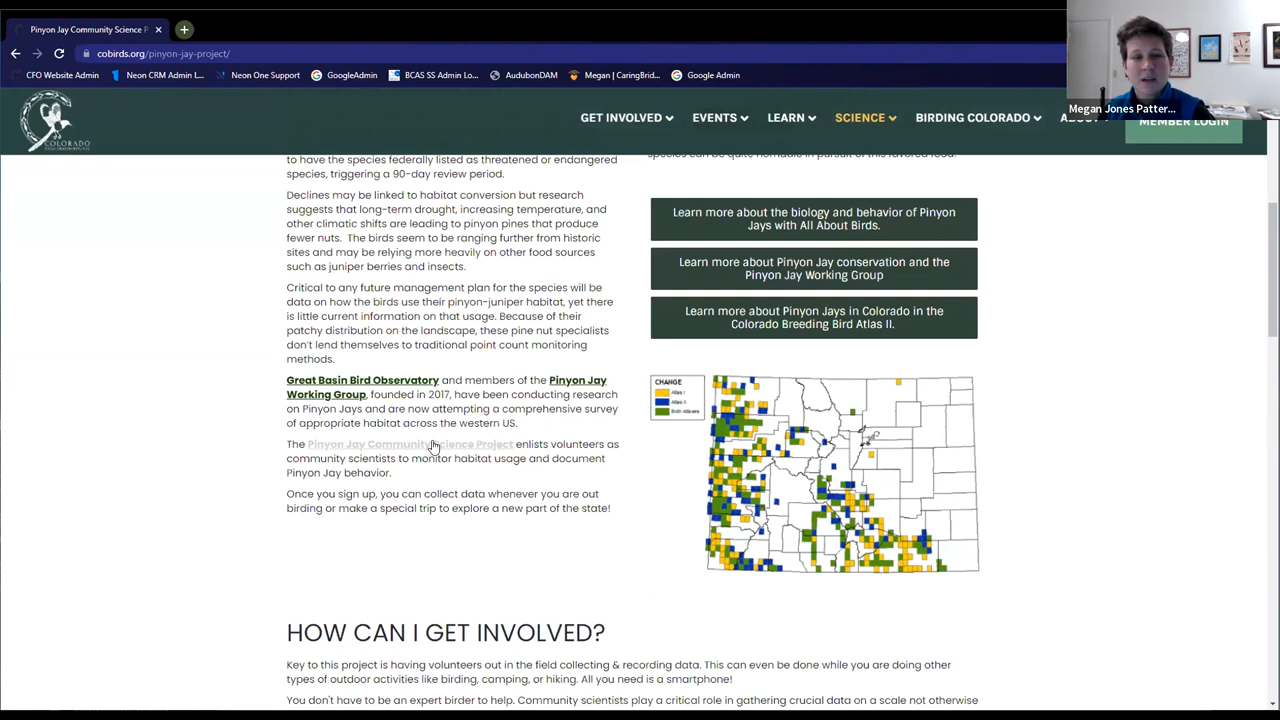 Pinyon Jay Community Science P
cobirds.org/pinyon-jay-project/
CFO Website Admin
Neon CRM Admin L...
Neon One Support
GoogleAdmin
BCAS SS Admin Lo...
AudubonDAM
Megan | CaringBrid...
Google Admin
Megan Jones Patter...
COLORADO
GET INVOLVED
EVENTS
LEARN
SCIENCE
BIRDING COLORADO
MEMBER LOGIN
to have the species federally listed as threatened or endangered
species, triggering a 90-day review period.
Declines may be linked to habitat conversion but research
suggests that long-term drought, increasing temperature, and
other climatic shifts are leading to pinyon pines that produce
fewer nuts. The birds seem to be ranging further from historic
sites and may be relying more heavily on other food sources
such as juniper berries and insects.
Critical to any future management plan for the species will be
data on how the birds use their pinyon-juniper habitat, yet there
is little current information on that usage. Because of their
patchy distribution on the landscape, these pine nut specialists
don't lend themselves to traditional point count monitoring
methods.
Great Basin Bird Observatory and members of the Pinyon Jay
Working Group, founded in 2017, have been conducting research
on Pinyon Jays and are now attempting a comprehensive survey
of appropriate habitat across the western US.
The Pinyon Jay Community Science Project enlists volunteers as
community scientists to monitor habitat usage and document
Pinyon Jay behavior.
Once you sign up, you can collect data whenever you are out
birding or make a special trip to explore a new part of the state!
species can be quite nomadic in pursuit of this favored food.
Learn more about the biology and behavior of Pinyon
Jays with All About Birds.
Learn more about Pinyon Jay conservation and the
Pinyon Jay Working Group
Learn more about Pinyon Jays in Colorado in the
Colorado Breeding Bird Atlas II.
CHANGE
Atlas I
Atlas II
Both Atlases
HOW CAN I GET INVOLVED?
Key to this project is having volunteers out in the field collecting & recording data. This can even be done while you are doing other
types of outdoor activities like birding, camping, or hiking. All you need is a smartphone!
You don't have to be an expert birder to help. Community scientists play a critical role in gathering crucial data on a scale not otherwise